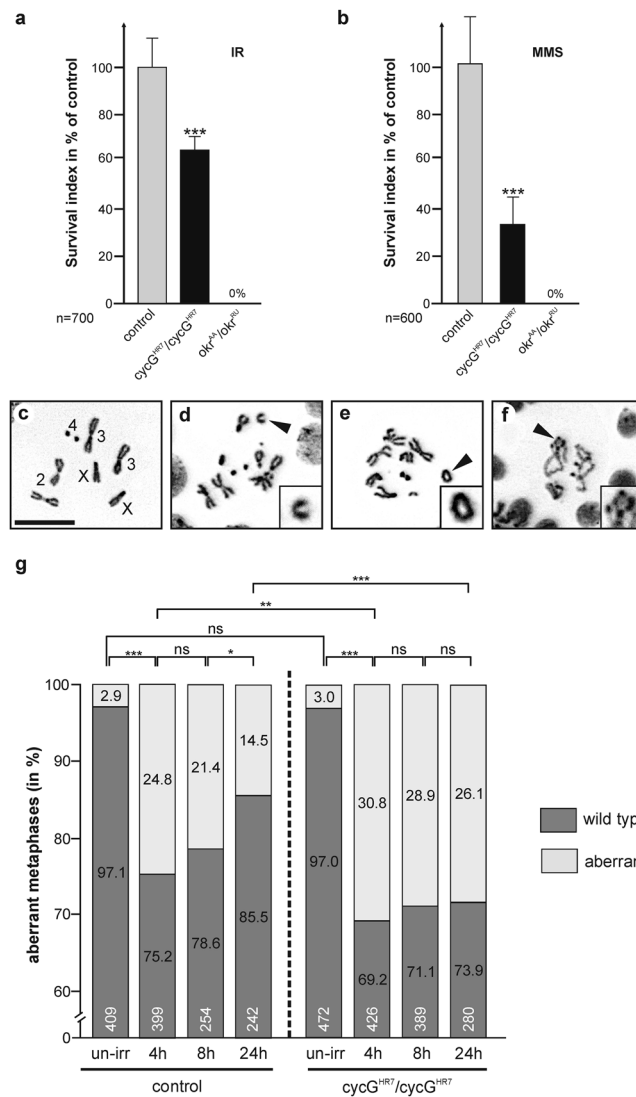 a
IR
Survival index in % of control
100
80
60
40
20
0
***
0%
n=700
control
cycG^HR7/cycG^HR7
okr^AA/okr^RU
b
MMS
Survival index in % of control
100
80
60
40
20
0
***
0%
n=600
control
cycG^HR7/cycG^HR7
okr^AA/okr^RU
c
4
3
2
X
3
X
d
e
f
g
***
**
ns
*** ns * *** ns ns
aberrant metaphases (in %)
100
90
80
70
60
0
2.9 24.8 21.4 14.5 3.0 30.8 28.9 26.1
97.1 75.2 78.6 85.5 97.0 69.2 71.1 73.9
409 399 254 242 472 426 389 280
un-irr 4h 8h 24h un-irr 4h 8h 24h
control cycG^HR7/cycG^HR7
wild typ
aberran